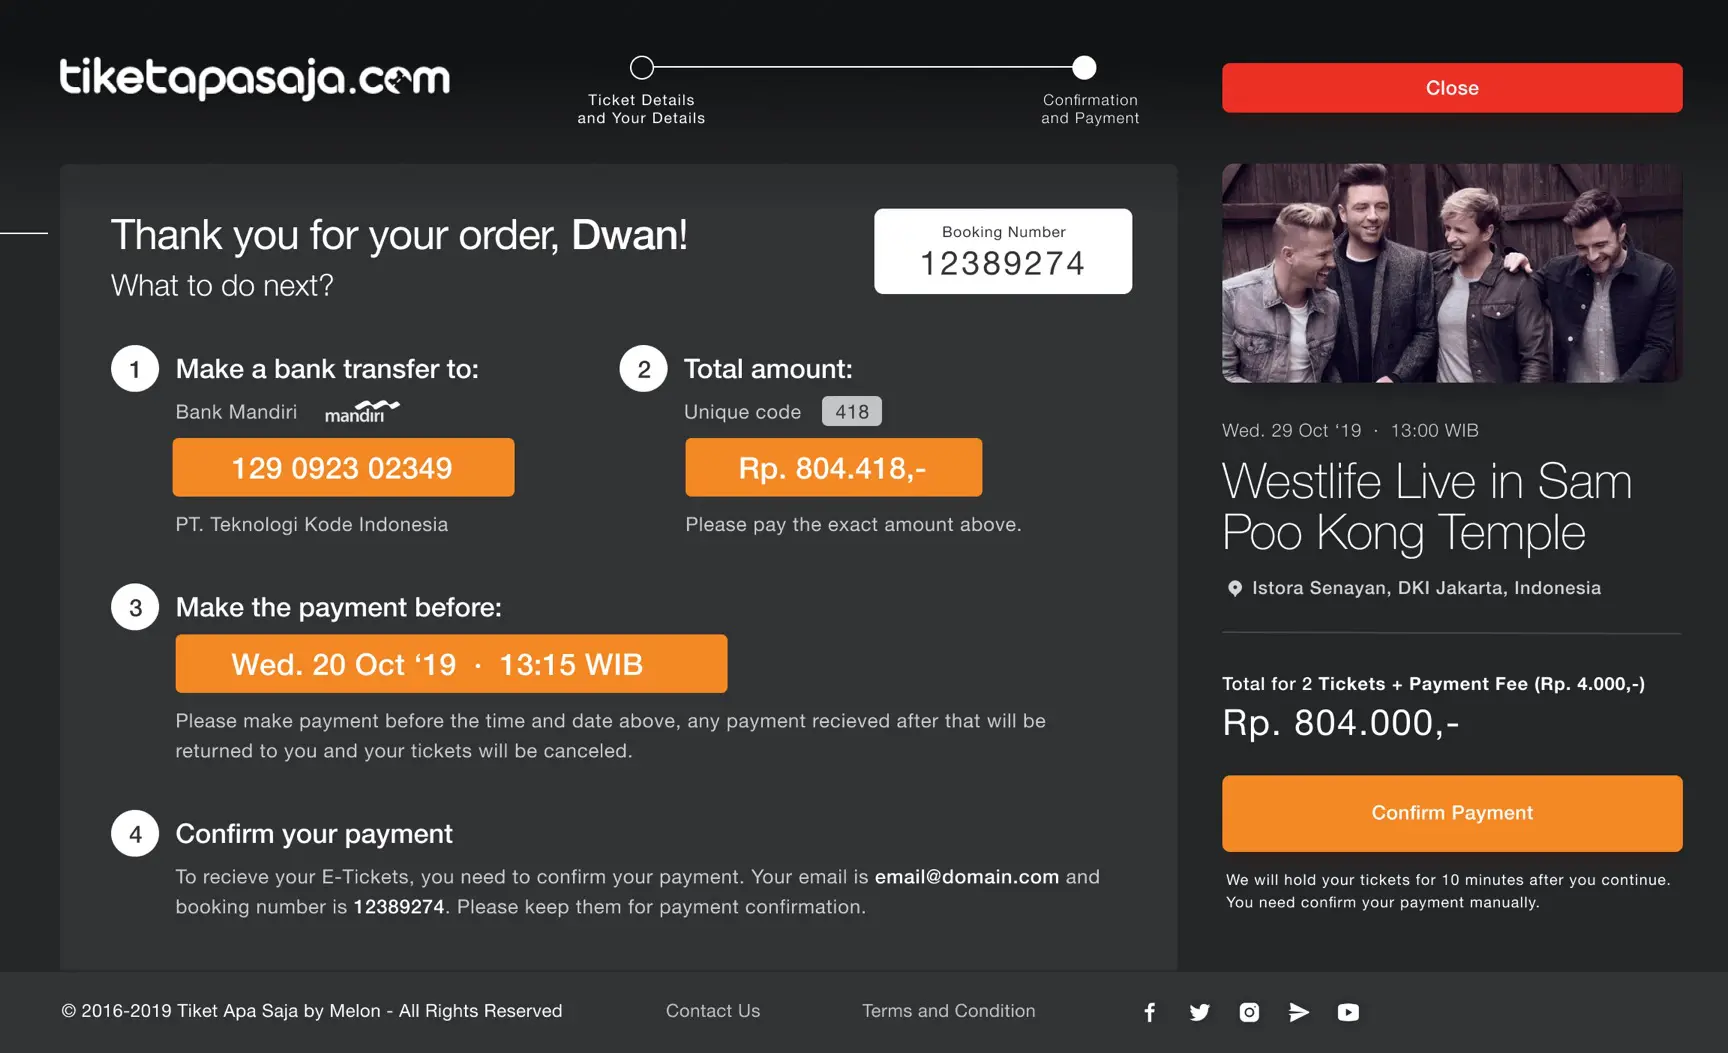 tiketapasaja.com
Ticket Details
and Your Details
Confirmation
and Payment
Close
Thank you for your order, Dwan!
What to do next?
Booking Number
12389274
1 Make a bank transfer to:
Bank Mandiri mandiri
129 0923 02349
PT. Teknologi Kode Indonesia
2 Total amount:
Unique code 418
Rp. 804.418,-
Please pay the exact amount above.
3 Make the payment before:
Wed. 20 Oct ‘19 · 13:15 WIB
Please make payment before the time and date above, any payment recieved after that will be
returned to you and your tickets will be canceled.
4 Confirm your payment
To recieve your E-Tickets, you need to confirm your payment. Your email is email@domain.com and
booking number is 12389274. Please keep them for payment confirmation.
Wed. 29 Oct ‘19 · 13:00 WIB
Westlife Live in Sam
Poo Kong Temple
Istora Senayan, DKI Jakarta, Indonesia
Total for 2 Tickets + Payment Fee (Rp. 4.000,-)
Rp. 804.000,-
Confirm Payment
We will hold your tickets for 10 minutes after you continue.
You need confirm your payment manually.
© 2016-2019 Tiket Apa Saja by Melon - All Rights Reserved
Contact Us
Terms and Condition